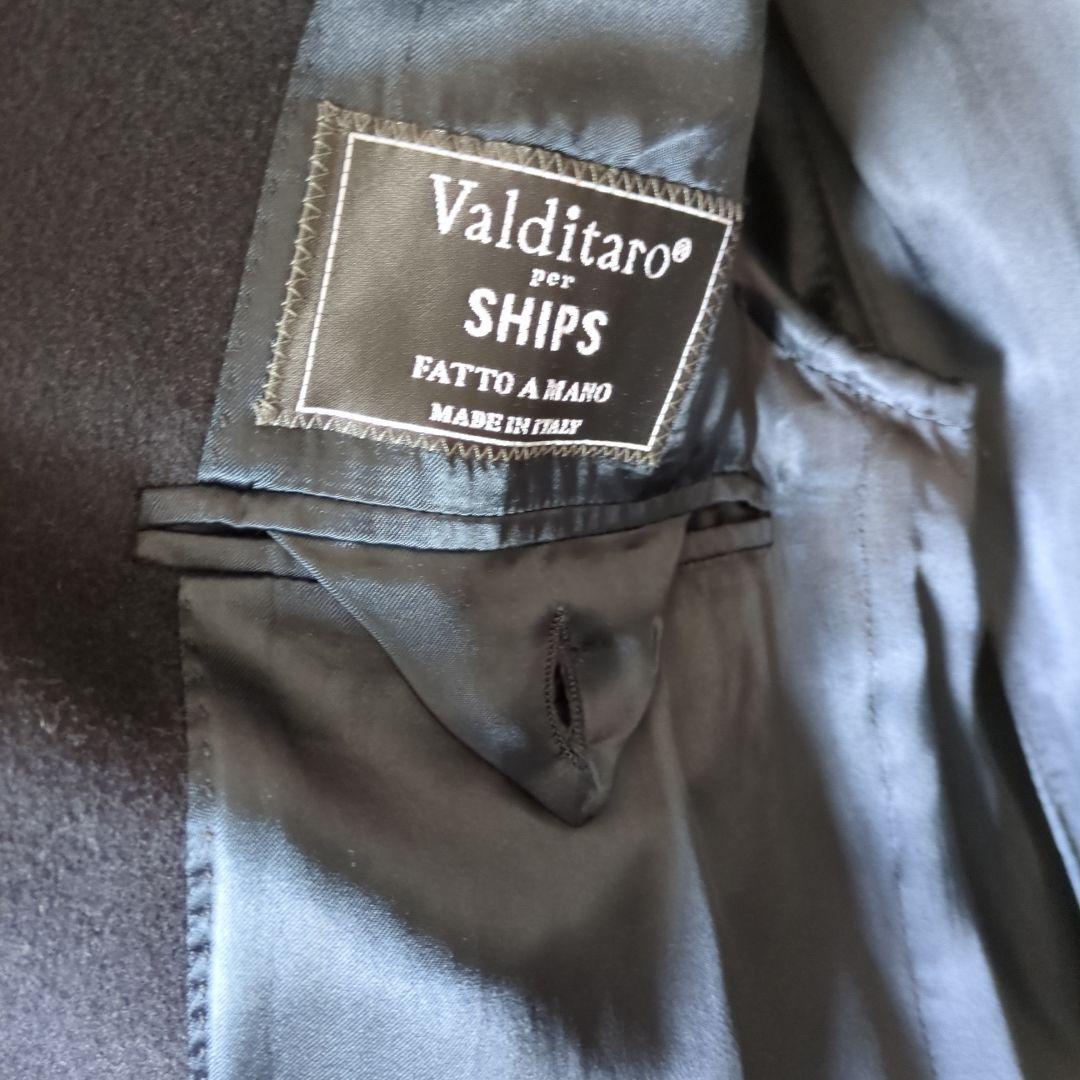 Valditaro®
per
SHIPS
FATTO A MANO
MADE IN ITALY